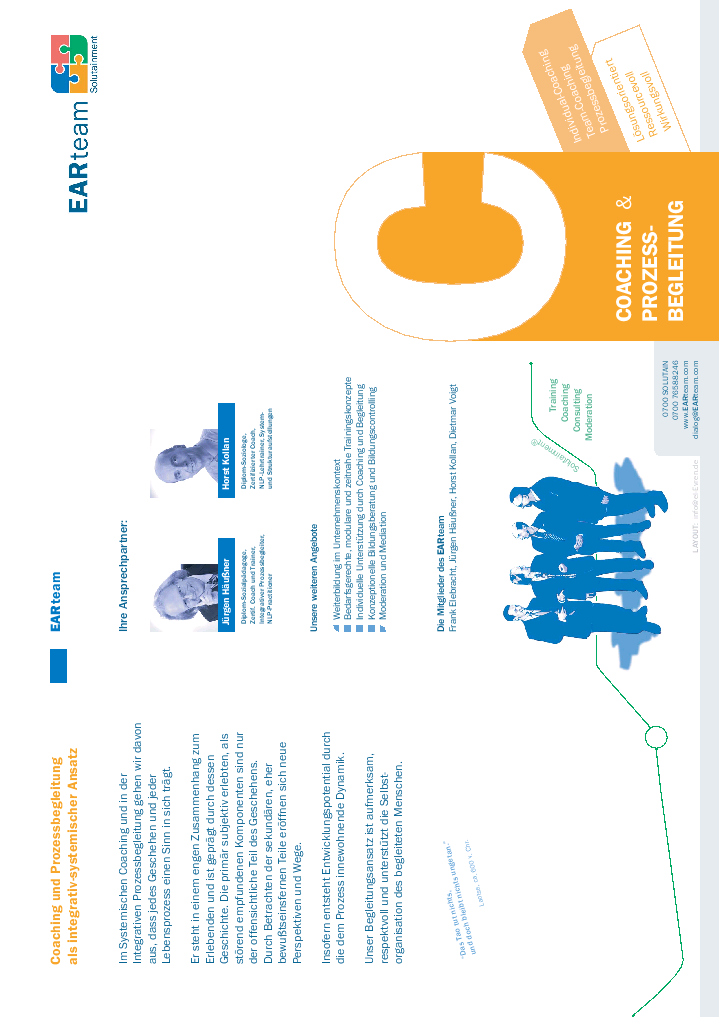 Coaching und Prozessbegleitung
als integrativ-systemischer Ansatz
Im Systemischen Coaching und in der
Integrativen Prozessbegleitung gehen wir davon
aus, dass jedes Geschehen und jeder
Lebensprozess einen Sinn in sich trägt.
Er steht in einem engen Zusammenhang zum
Erlebenden und ist geprägt durch dessen
Geschichte. Die primär subjektiv erlebten, als
störend empfundenen Komponenten sind nur
der offensichtliche Teil des Geschehens.
Durch Betrachten der sekundären, eher
bewußtseinsfernen Teile eröffnen sich neue
Perspektiven und Wege.
Insofern entsteht Entwicklungspotential durch
die dem Prozess innewohnende Dynamik.
Unser Begleitungsansatz ist aufmerksam,
respektvoll und unterstützt die Selbst-
organisation des begleiteten Menschen.
"Das Tao tut nichts,
und doch bleibt nichts ungetan."
Laotse, ca. 600 v. Chr.
EARteam
Ihre Ansprechpartner:
Jürgen Häußner
Diplom-Sozialpädagoge,
Zertif. Coach und Trainer,
Integrativer Prozessbegleiter,
NLP-Practitioner
Horst Kollan
Diplom-Soziologe,
Zertifizierter Coach,
NLP-Lehrtrainer, System-
und Strukturaufstellungen
Unsere weiteren Angebote
Weiterbildung im Unternehmenskontext
Bedarfsgerechte, modulare und zeitnahe Trainingskonzepte
Individuelle Unterstützung durch Coaching und Begleitung
Konzeptionelle Bildungsberatung und Bildungscontrolling
Moderation und Mediation
Die Mitglieder des EARteam
Frank Elebracht, Jürgen Häußner, Horst Kollan, Dietmar Voigt
Solutainment®
Training
Coaching
Consulting
Moderation
0700 SOLUTAIN
0700 76588246
www.EARteam.com
dialog@EARteam.com
EARteam
Solutainment
Individual-Coaching
Team-Coaching
Prozessbegleitung
Lösungsorientiert
Ressourcevoll
Wirkungsvoll
C
COACHING &
PROZESS-
BEGLEITUNG